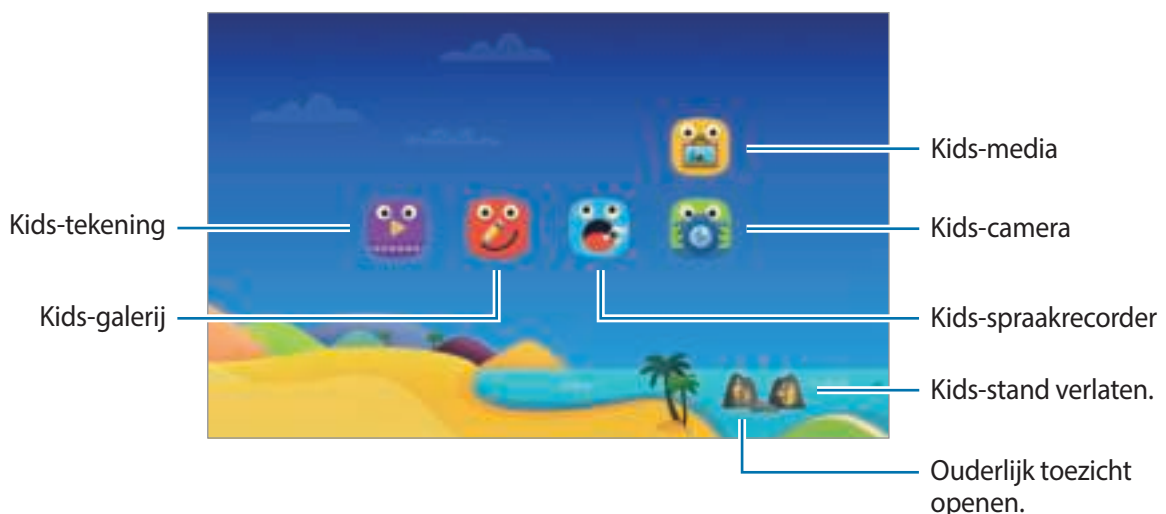 Kids-media
Kids-tekening
Kids-camera
Kids-galerij
Kids-spraakrecorder
Kids-stand verlaten.
Ouderlijk toezicht
openen.